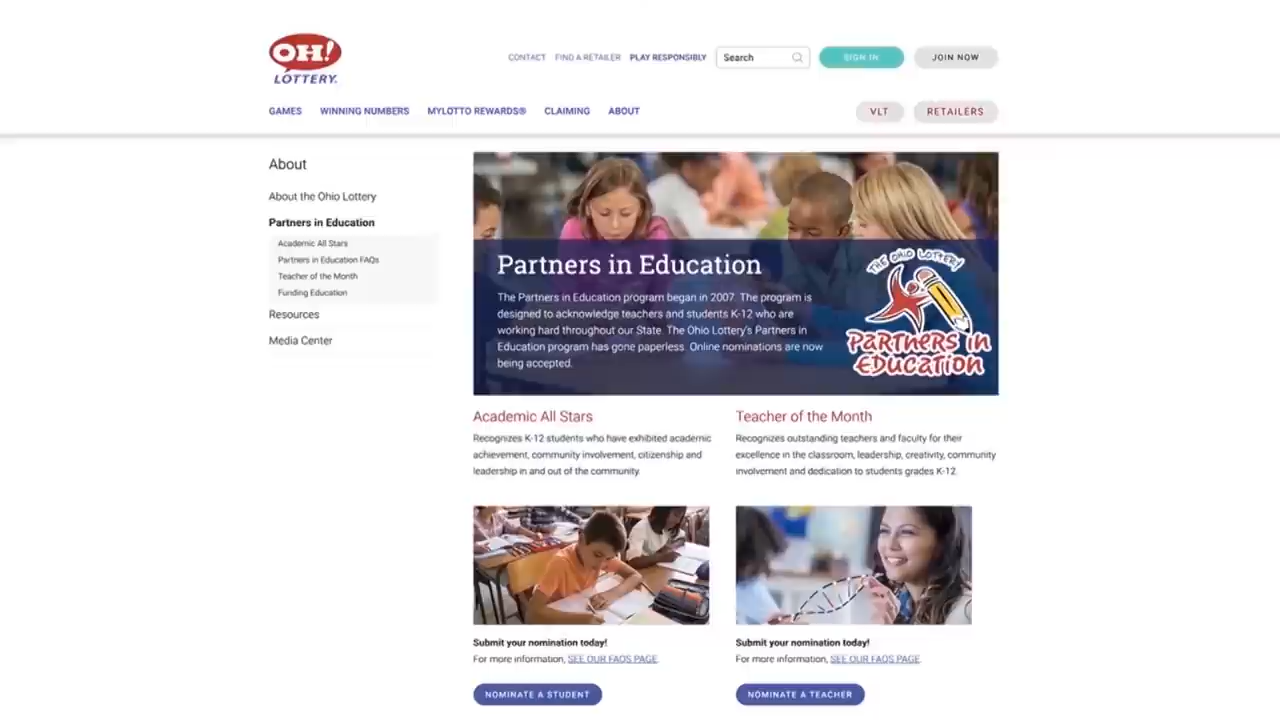 OH!
LOTTERY.
CONTACT FIND A RETAILER PLAY RESPONSIBLY Search SIGN IN JOIN NOW
GAMES WINNING NUMBERS MYLOTTO REWARDS® CLAIMING ABOUT VLT RETAILERS
About
About the Ohio Lottery
Partners in Education
Academic All Stars
Partners in Education FAQs
Teacher of the Month
Funding Education
Resources
Media Center
Partners in Education
The Partners in Education program began in 2007. The program is
designed to acknowledge teachers and students K-12 who are
working hard throughout our State. The Ohio Lottery's Partners in
Education program has gone paperless. Online nominations are now
being accepted.
THE OHIO LOTTERY
PARTNERS IN
EDUCATION
Academic All Stars
Recognizes K-12 students who have exhibited academic
achievement, community involvement, citizenship and
leadership in and out of the community.
Submit your nomination today!
For more information, SEE OUR FAQS PAGE.
NOMINATE A STUDENT
Teacher of the Month
Recognizes outstanding teachers and faculty for their
excellence in the classroom, leadership, creativity, community
involvement and dedication to students grades K-12.
Submit your nomination today!
For more information, SEE OUR FAQS PAGE.
NOMINATE A TEACHER